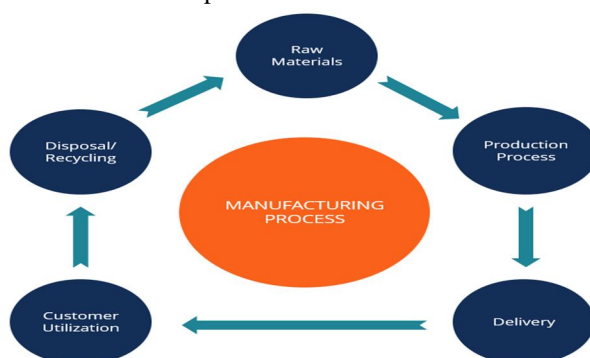 Raw
Materials
Production
Process
Delivery
Customer
Utilization
Disposal/
Recycling
MANUFACTURING
PROCESS